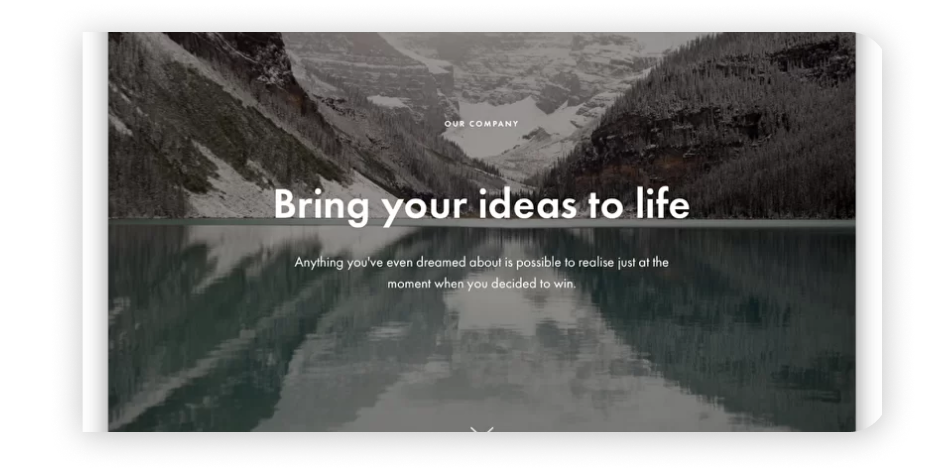 OUR COMPANY
Bring your ideas to life
Anything you've even dreamed about is possible to realise just at the
moment when you decided to win.